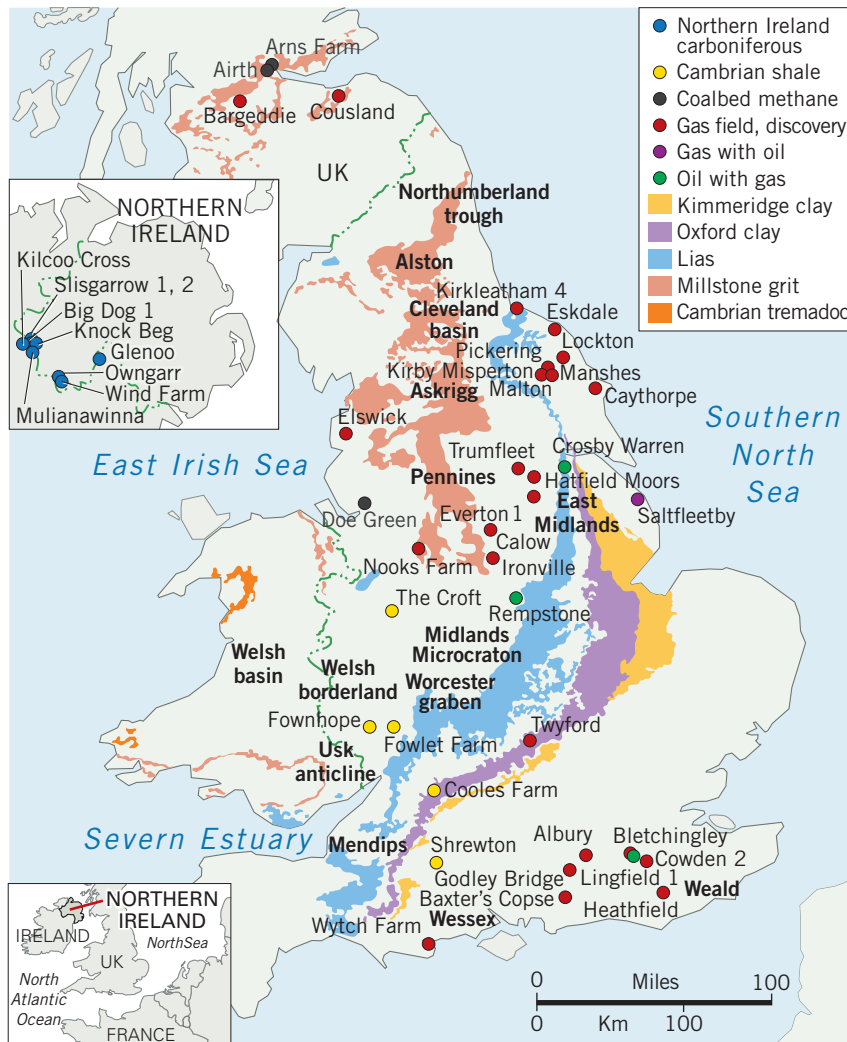 Arns Farm
Airth
Bargeddie
Cousland
UK
Northumberland
trough
Alston
Kirkleatham 4
Cleveland
basin
Eskdale
Lockton
Pickering
Kirby Misperton
Manshes
Malton
Askrigg
Caythorpe
Elswick
Southern
North
Sea
East Irish Sea
Trumfleet
Crosby Warren
Pennines
Hatfield Moors
East
Midlands
Saltfleetby
Doe Green
Everton 1
Calow
Nooks Farm
Ironville
The Croft
Rempstone
Midlands
Microcraton
Welsh
basin
Welsh
borderland
Worcester
graben
Fownhope
Fowlet Farm
Twyford
Usk
anticline
Cooles Farm
Severn Estuary
Mendips
Shrewton
Albury
Bletchingley
Cowden 2
Godley Bridge
Lingfield 1
Weald
Baxter's Copse
Heathfield
Wytch Farm
Wessex
Northern Ireland
carboniferous
Cambrian shale
Coalbed methane
Gas field, discovery
Gas with oil
Oil with gas
Kimmeridge clay
Oxford clay
Lias
Millstone grit
Cambrian tremadoc
NORTHERN
IRELAND
Kilcoo Cross
Slisgarrow 1, 2
Big Dog 1
Knock Beg
Glenoo
Owngarr
Wind Farm
Mulianawinna
NORTHERN
IRELAND
IRELAND
NorthSea
UK
North
Atlantic
Ocean
FRANCE
0 Miles 100
0 Km 100